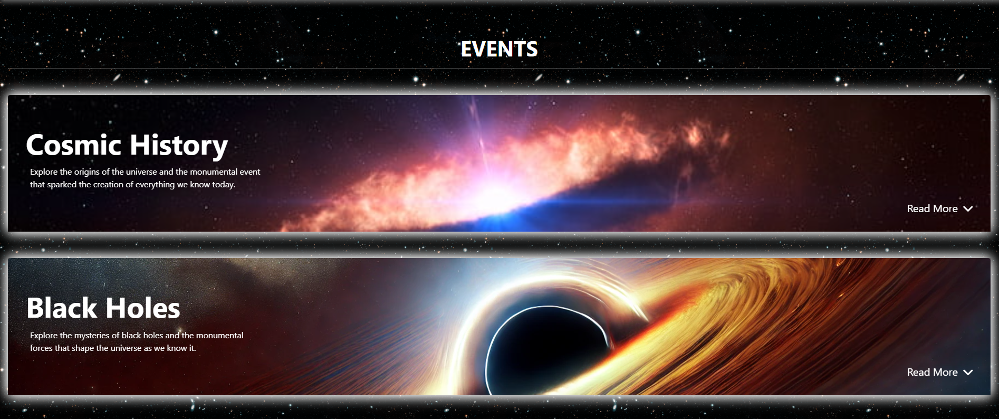 EVENTS
Cosmic History
Explore the origins of the universe and the monumental event
that sparked the creation of everything we know today.
Read More
Black Holes
Explore the mysteries of black holes and the monumental
forces that shape the universe as we know it.
Read More